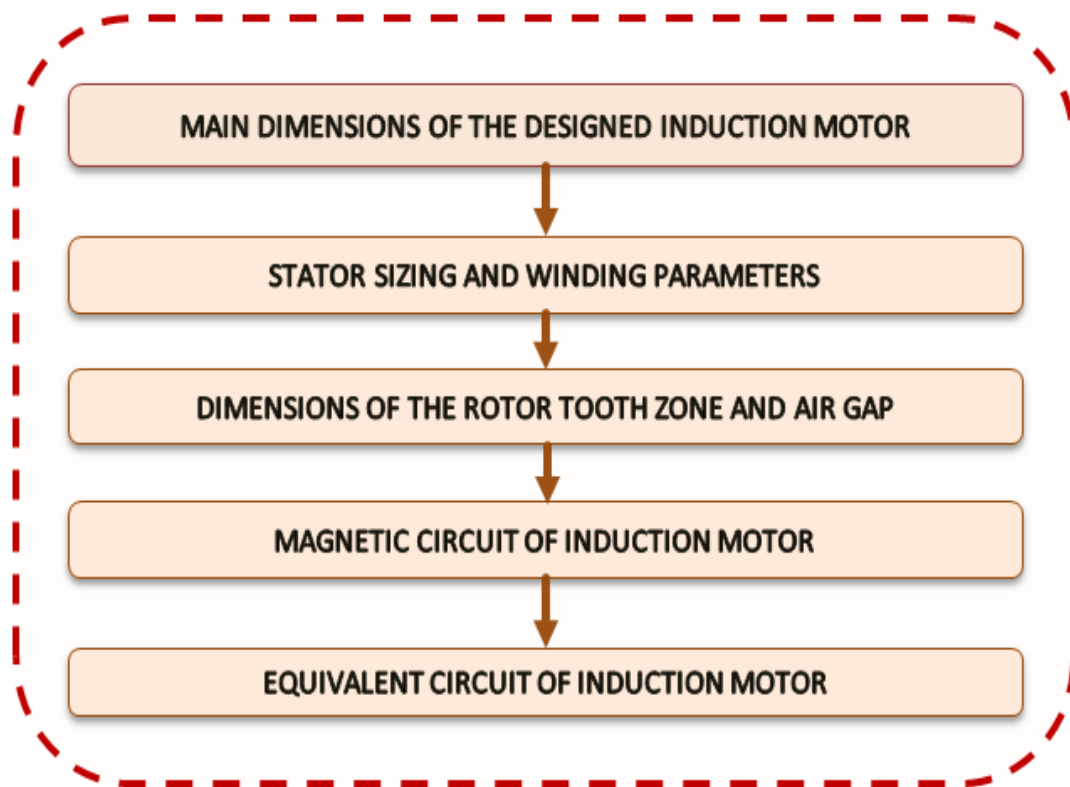 MAIN DIMENSIONS OF THE DESIGNED INDUCTION MOTOR
STATOR SIZING AND WINDING PARAMETERS
DIMENSIONS OF THE ROTOR TOOTH ZONE AND AIR GAP
MAGNETIC CIRCUIT OF INDUCTION MOTOR
EQUIVALENT CIRCUIT OF INDUCTION MOTOR